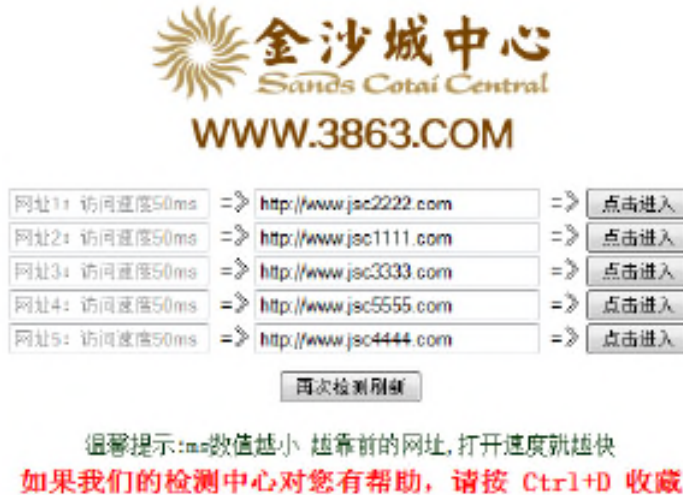 金沙城中心
Sands Cotai Central
WWW.3863.COM
网址1: 访问速度50ms => http://www.jsc2222.com => 点击进入
网址2: 访问速度50ms => http://www.jsc1111.com => 点击进入
网址3: 访问速度50ms => http://www.jsc3333.com => 点击进入
网址4: 访问速度50ms => http://www.jsc5555.com => 点击进入
网址5: 访问速度50ms => http://www.jsc4444.com => 点击进入
再次检测刷新
温馨提示:ms数值越小 越靠前的网址,打开速度就越快
如果我们的检测中心对您有帮助, 请按 Ctrl+D 收藏